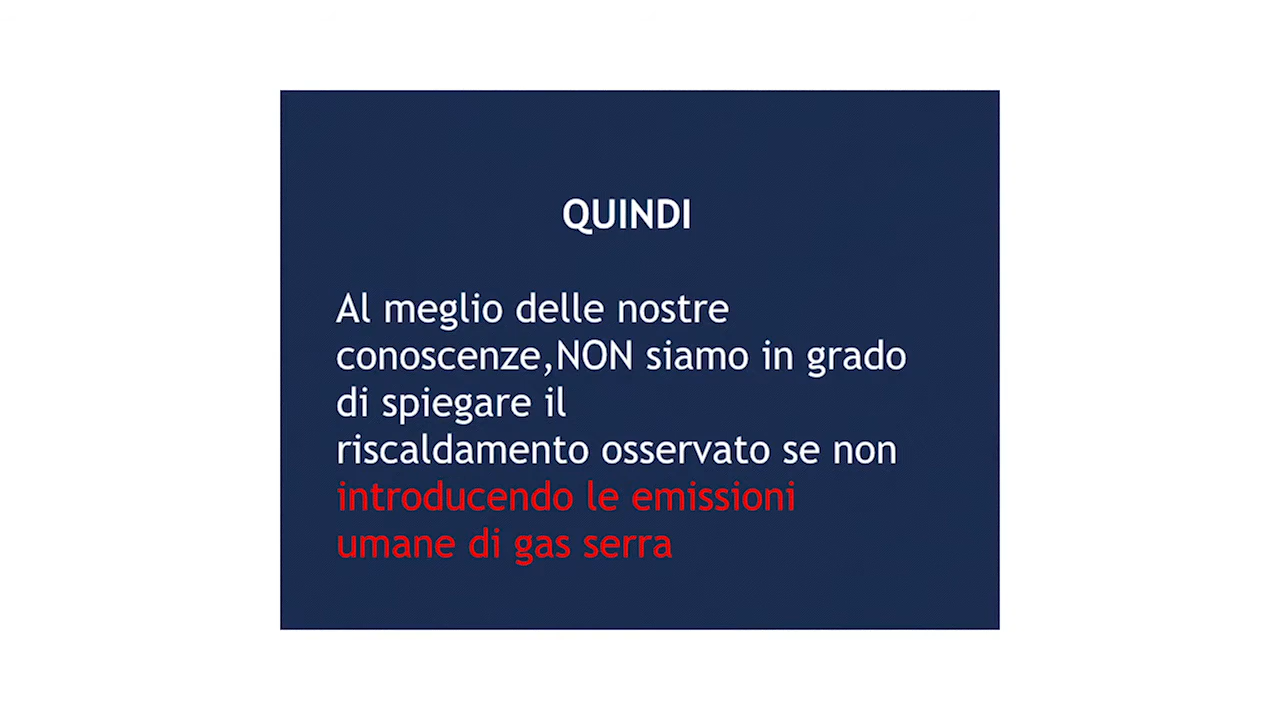 QUINDI
Al meglio delle nostre
conoscenze,NON siamo in grado
di spiegare il
riscaldamento osservato se non
introducendo le emissioni
umane di gas serra